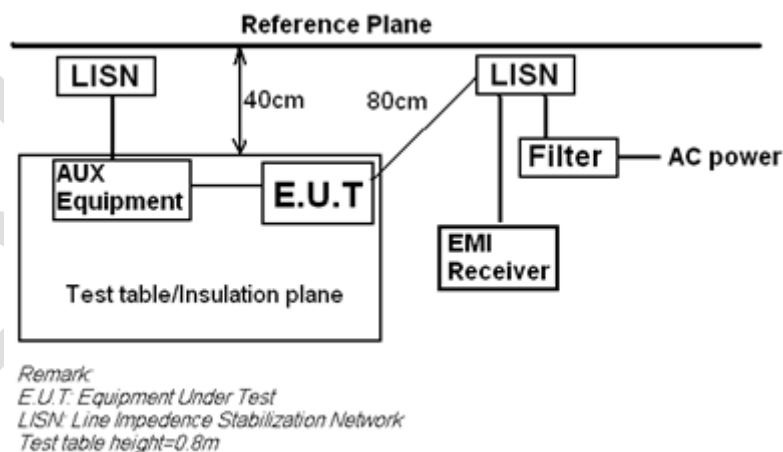 Reference Plane
LISN
40cm
80cm
LISN
Filter
AC power
AUX
Equipment
E.U.T
EMI
Receiver
Test table/Insulation plane
Remark:
E.U.T: Equipment Under Test
LISN: Line Impedence Stabilization Network
Test table height=0.8m